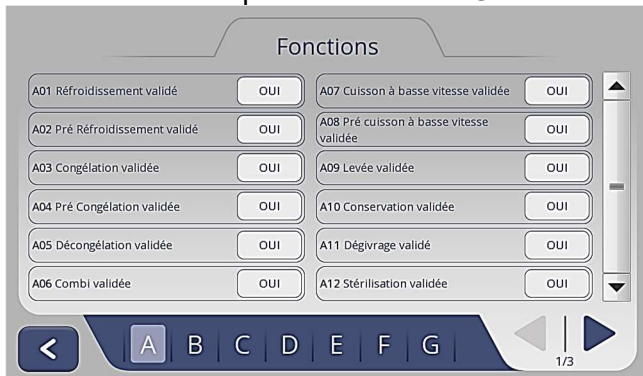 Fonctions
A01 Réfroidissement validé OUI
A07 Cuisson à basse vitesse validée OUI
A02 Pré Réfroidissement validé OUI
A08 Pré cuisson à basse vitesse
validée OUI
A03 Congélation validée OUI
A09 Levée validée OUI
A04 Pré Congélation validée OUI
A10 Conservation validée OUI
A05 Décongélation validée OUI
A11 Dégivrage validé OUI
A06 Combi validée OUI
A12 Stérilisation validée OUI
< A B C D E F G
1/3